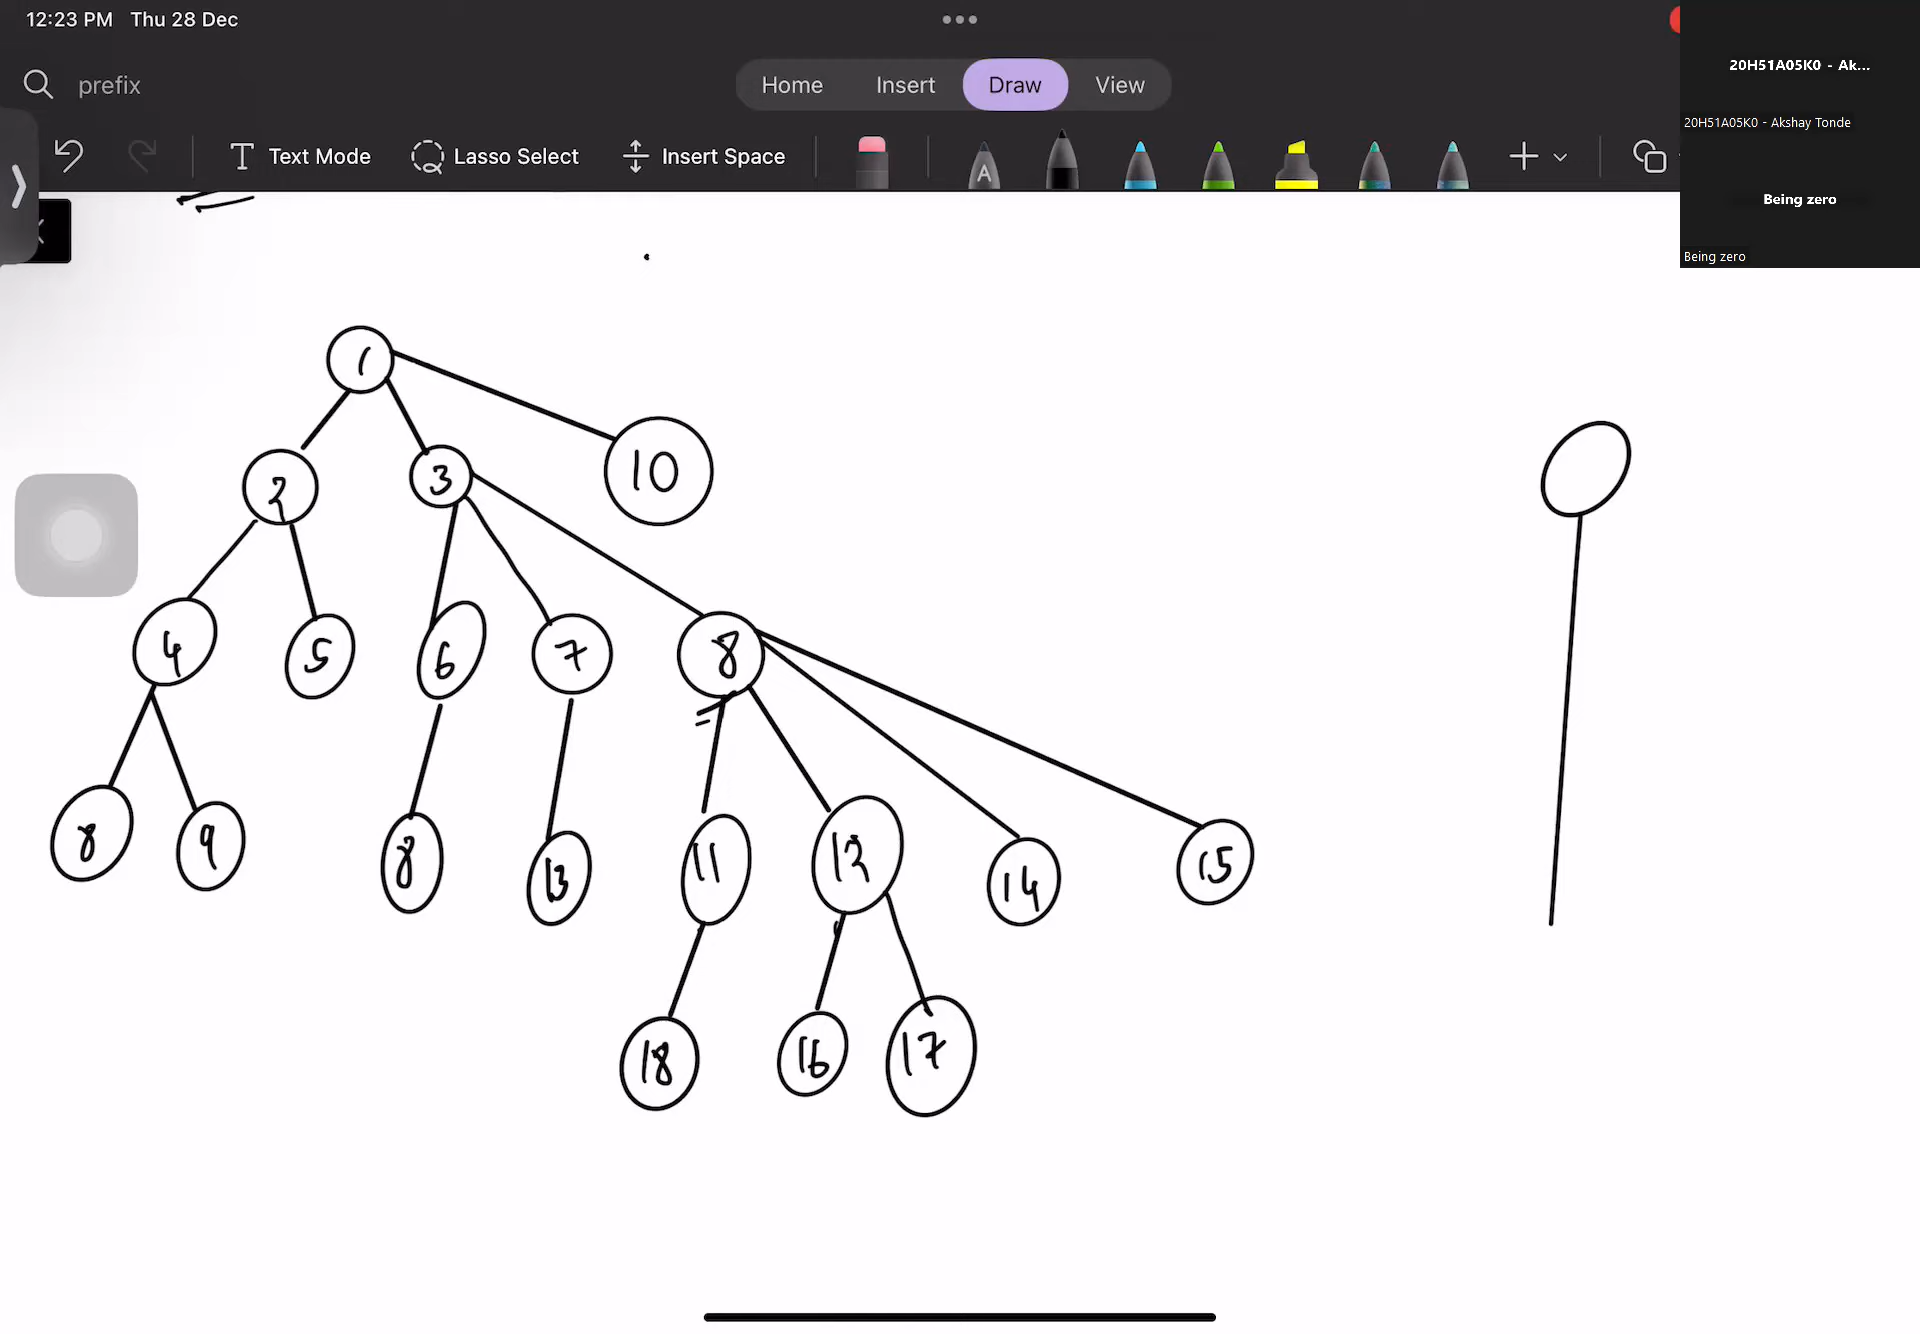 12:23 PM Thu 28 Dec
20H51A05K0 - Ak...
prefix
Home Insert Draw View
20H51A05K0 - Akshay Tonde
Text Mode Lasso Select Insert Space A
Being zero
Being zero
1
2 3 10
4 5 6 7 8
8 9 8 13 11 12 14 15
18 16 17